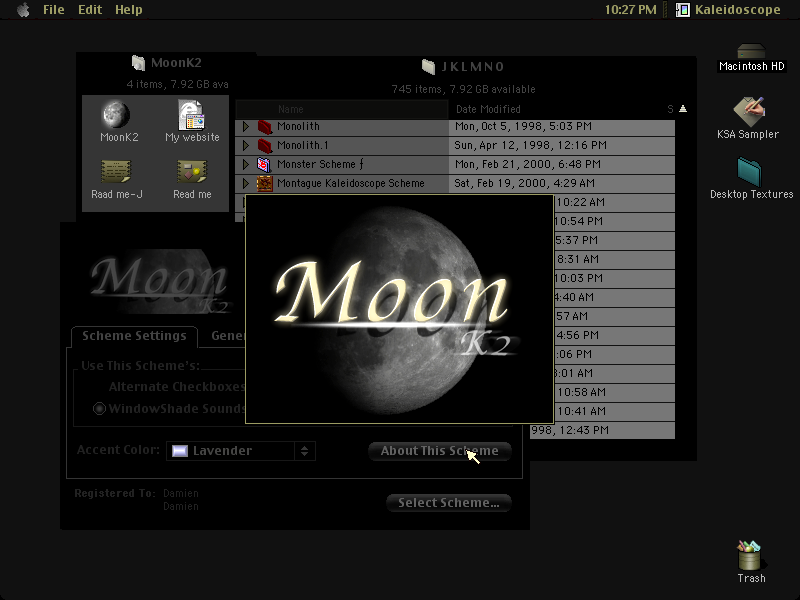 File Edit Help
10:27 PM Kaleidoscope
MoonK2
4 items, 7.92 GB ava
MoonK2
My website
Raad me-J
Read me
JKLMNO
745 items, 7.92 GB available
Name Date Modified S
Monolith Mon, Oct 5, 1998, 5:03 PM
Monolith.1 Sun, Apr 12, 1998, 12:16 PM
Monster Scheme ƒ Mon, Feb 21, 2000, 6:48 PM
Montague Kaleidoscope Scheme Sat, Feb 19, 2000, 4:29 AM
10:22 AM
10:54 PM
5:37 PM
8:31 AM
10:03 PM
4:40 AM
57 AM
4:56 PM
:06 PM
3:01 AM
10:58 AM
10:41 AM
998, 12:43 PM
Macintosh HD
KSA Sampler
Desktop Textures
Trash
Moon
K2
Moon
K2
Scheme Settings Gener
Use This Scheme's:
Alternate Checkboxes
WindowShade Sounds
Accent Color: Lavender
About This Scheme
Registered To: Damien
Damien
Select Scheme...